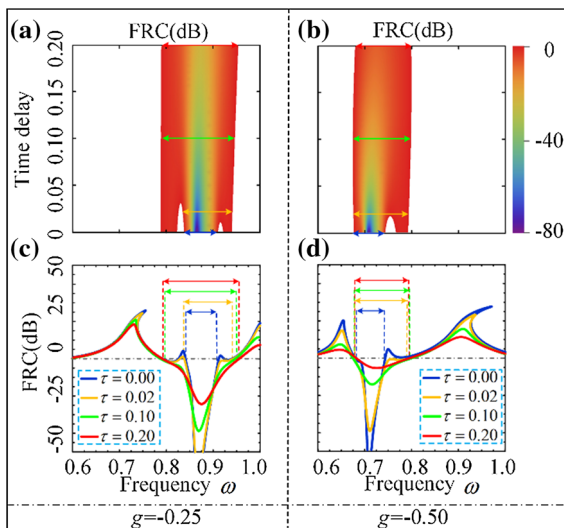 (a)
FRC(dB)
(b)
FRC(dB)
Time delay
0.20
0.15
0.10
0.05
0
0
-40
-80
(c)
(d)
FRC(dB)
50
25
0
-25
-50
τ = 0.00
τ = 0.02
τ = 0.10
τ = 0.20
τ = 0.00
τ = 0.02
τ = 0.10
τ = 0.20
0.6 0.7 0.8 0.9 1.0
0.6 0.7 0.8 0.9 1.0
Frequency ω
Frequency ω
g=-0.25
g=-0.50